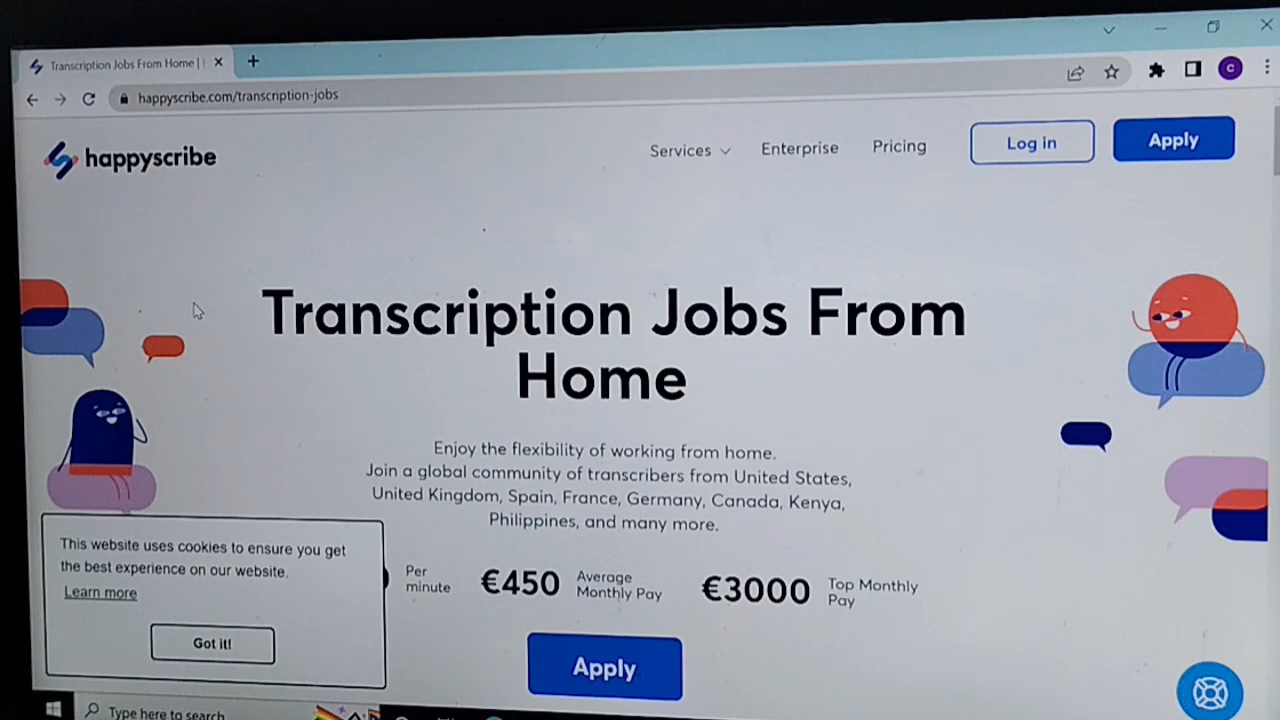 Transcription Jobs From Home |
happyscribe.com/transcription-jobs
C
happyscribe
Services
Enterprise
Pricing
Log in
Apply
Transcription Jobs From
Home
Enjoy the flexibility of working from home.
Join a global community of transcribers from United States,
United Kingdom, Spain, France, Germany, Canada, Kenya,
Philippines, and many more.
This website uses cookies to ensure you get
the best experience on our website.
Learn more
Got it!
Per
minute
€450
Average
Monthly Pay
€3000
Top Monthly
Pay
Apply
Type here to search